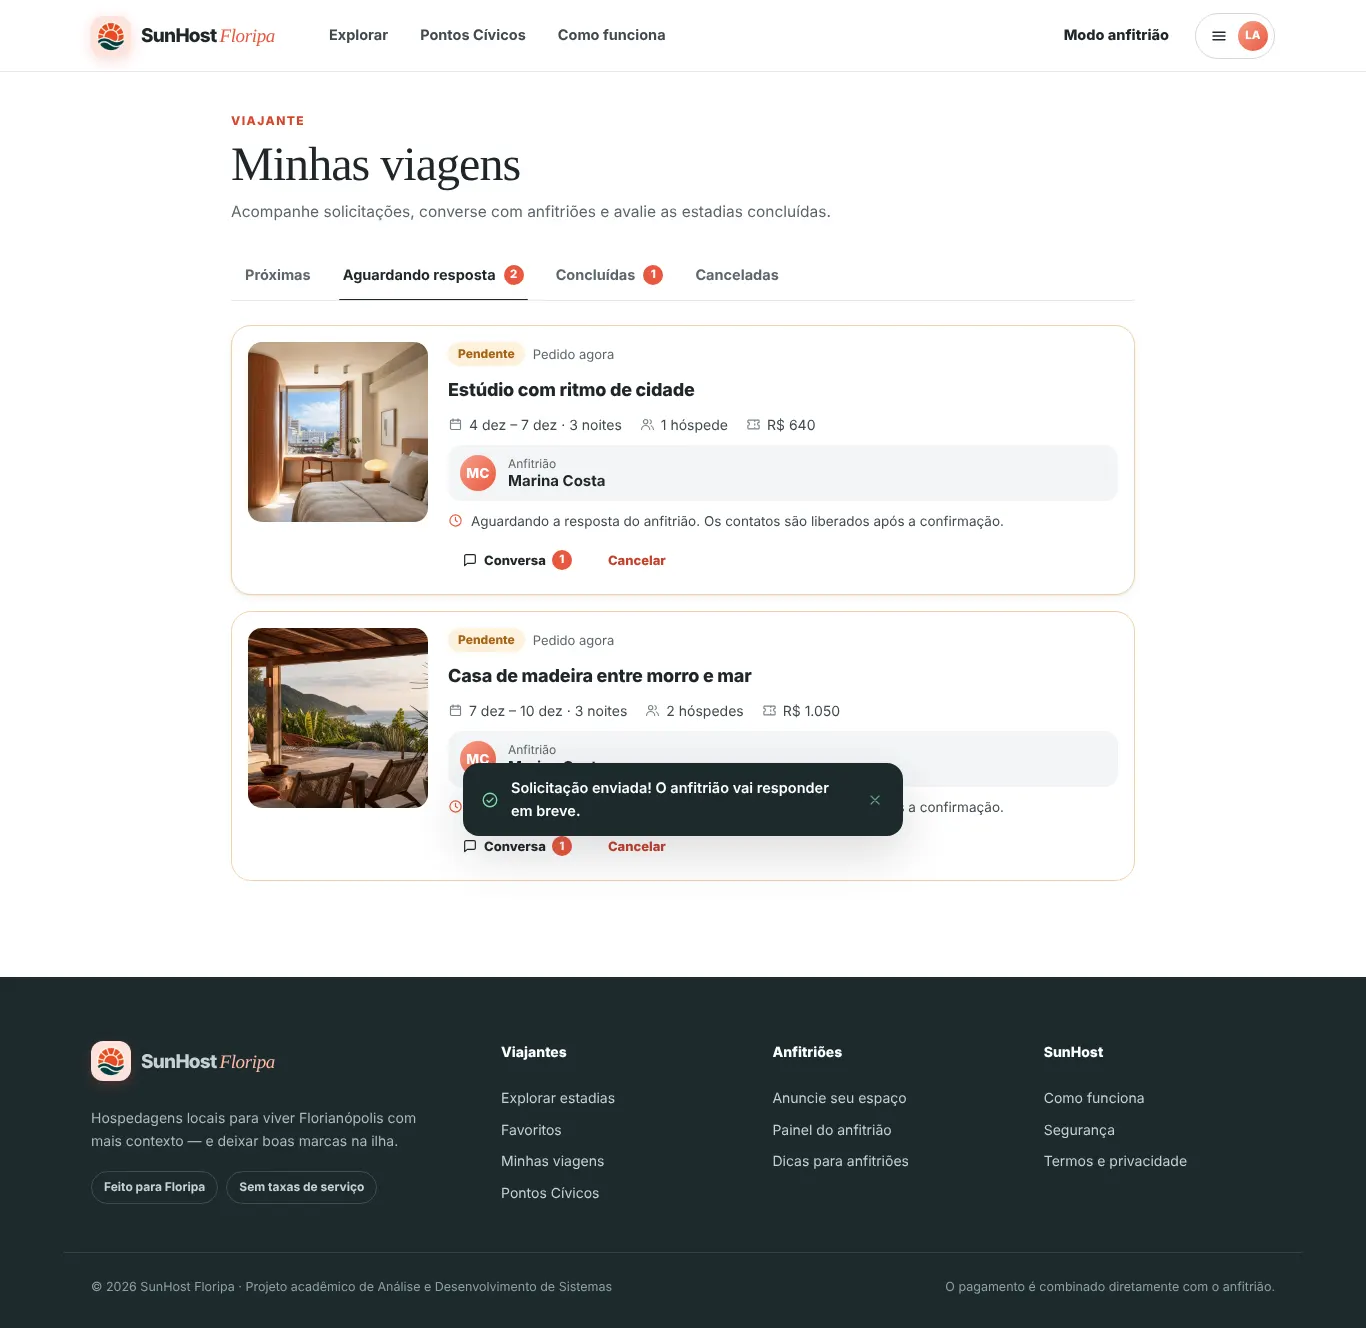 SunHost Floripa
Explorar
Pontos Cívicos
Como funciona
Modo anfitrião
LA
VIAJANTE
Minhas viagens
Acompanhe solicitações, converse com anfitriões e avalie as estadias concluídas.
Próximas
Aguardando resposta 2
Concluídas 1
Canceladas
Pendente Pedido agora
Estúdio com ritmo de cidade
4 dez – 7 dez · 3 noites 1 hóspede R$ 640
MC
Anfitrião
Marina Costa
Aguardando a resposta do anfitrião. Os contatos são liberados após a confirmação.
Conversa 1 Cancelar
Pendente Pedido agora
Casa de madeira entre morro e mar
7 dez – 10 dez · 3 noites 2 hóspedes R$ 1.050
MC
Anfitrião
Solicitação enviada! O anfitrião vai responder
em breve.
a confirmação.
Conversa 1 Cancelar
SunHost Floripa
Hospedagens locais para viver Florianópolis com
mais contexto — e deixar boas marcas na ilha.
Feito para Floripa
Sem taxas de serviço
Viajantes
Explorar estadias
Favoritos
Minhas viagens
Pontos Cívicos
Anfitriões
Anuncie seu espaço
Painel do anfitrião
Dicas para anfitriões
SunHost
Como funciona
Segurança
Termos e privacidade
© 2026 SunHost Floripa · Projeto acadêmico de Análise e Desenvolvimento de Sistemas
O pagamento é combinado diretamente com o anfitrião.